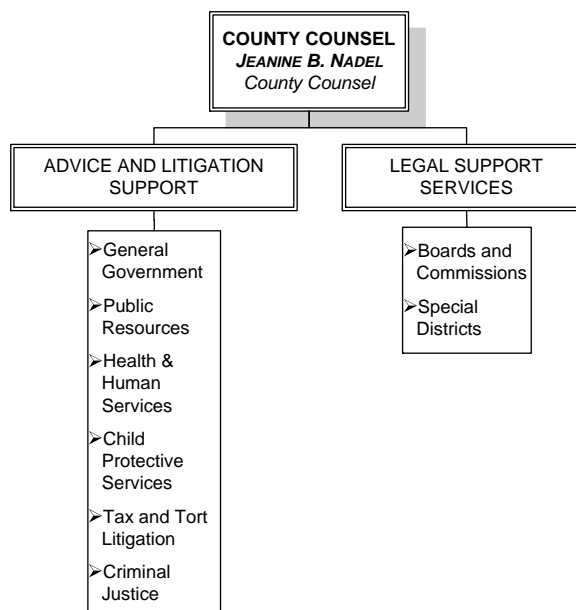 COUNTY COUNSEL
JEANINE B. NADEL
County Counsel
ADVICE AND LITIGATION
SUPPORT
➢General
Government
➢Public
Resources
➢Health &
Human
Services
➢Child
Protective
Services
➢Tax and Tort
Litigation
➢Criminal
Justice
LEGAL SUPPORT
SERVICES
➢Boards and
Commissions
➢Special
Districts